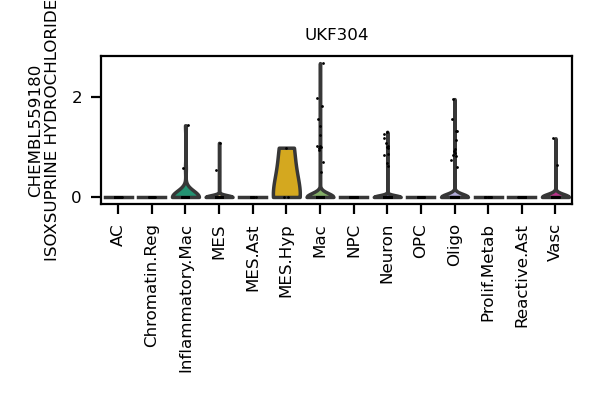 UKF304
CHEMBL559180
ISOXSUPRINE HYDROCHLORIDE
2
0
AC
Chromatin.Reg
Inflammatory.Mac
MES
MES.Ast
MES.Hyp
Mac
NPC
Neuron
OPC
Oligo
Prolif.Metab
Reactive.Ast
Vasc